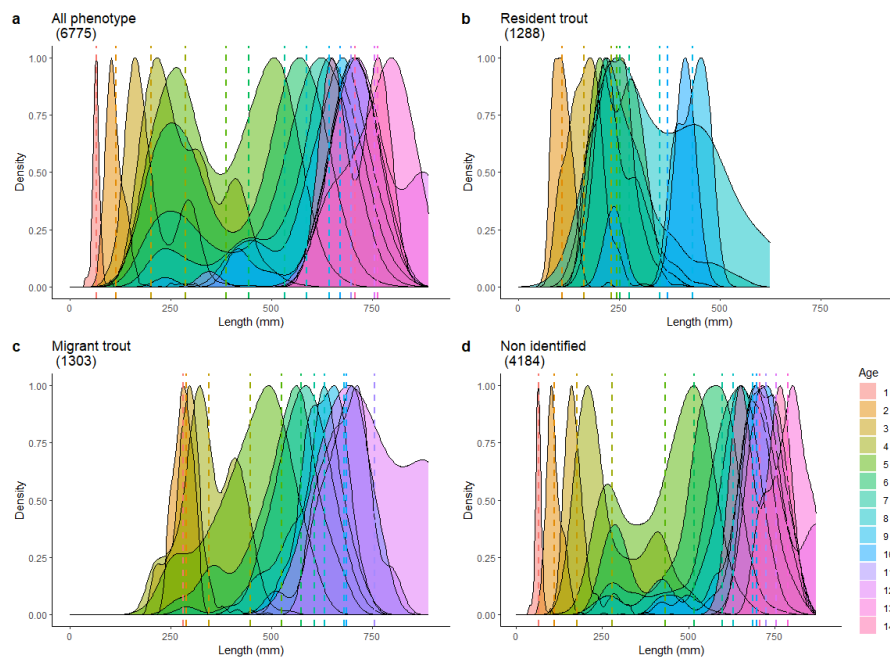 a All phenotype
(6775)
1.00
0.75
0.50
0.25
0.00
Density
0 250 500 750
Length (mm)
b Resident trout
(1288)
1.00
0.75
0.50
0.25
0.00
Density
0 250 500 750
Length (mm)
c Migrant trout
(1303)
1.00
0.75
0.50
0.25
0.00
Density
0 250 500 750
Length (mm)
d Non identified
(4184)
1.00
0.75
0.50
0.25
0.00
Density
0 250 500 750
Length (mm)
Age
1
2
3
4
5
6
7
8
9
10